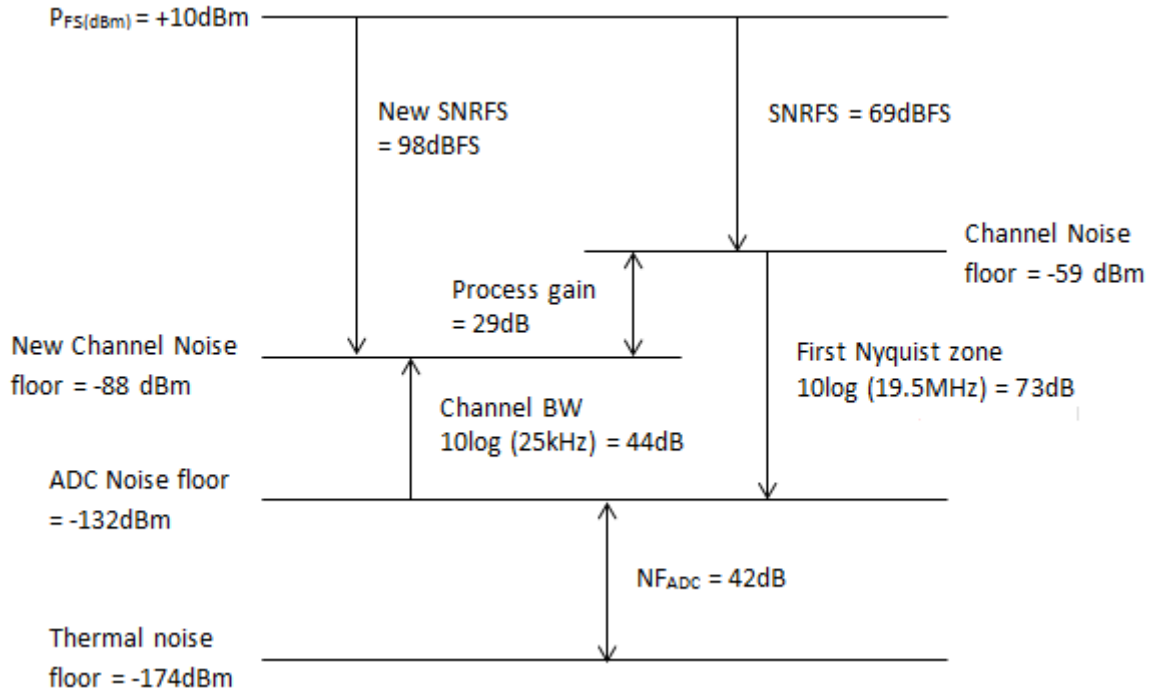 PFS(dBm) = +10dBm
New SNRFS
= 98dBFS
SNRFS = 69dBFS
Channel Noise
floor = -59 dBm
Process gain
= 29dB
New Channel Noise
floor = -88 dBm
First Nyquist zone
10log (19.5MHz) = 73dB
Channel BW
10log (25kHz) = 44dB
ADC Noise floor
= -132dBm
NFADC = 42dB
Thermal noise
floor = -174dBm